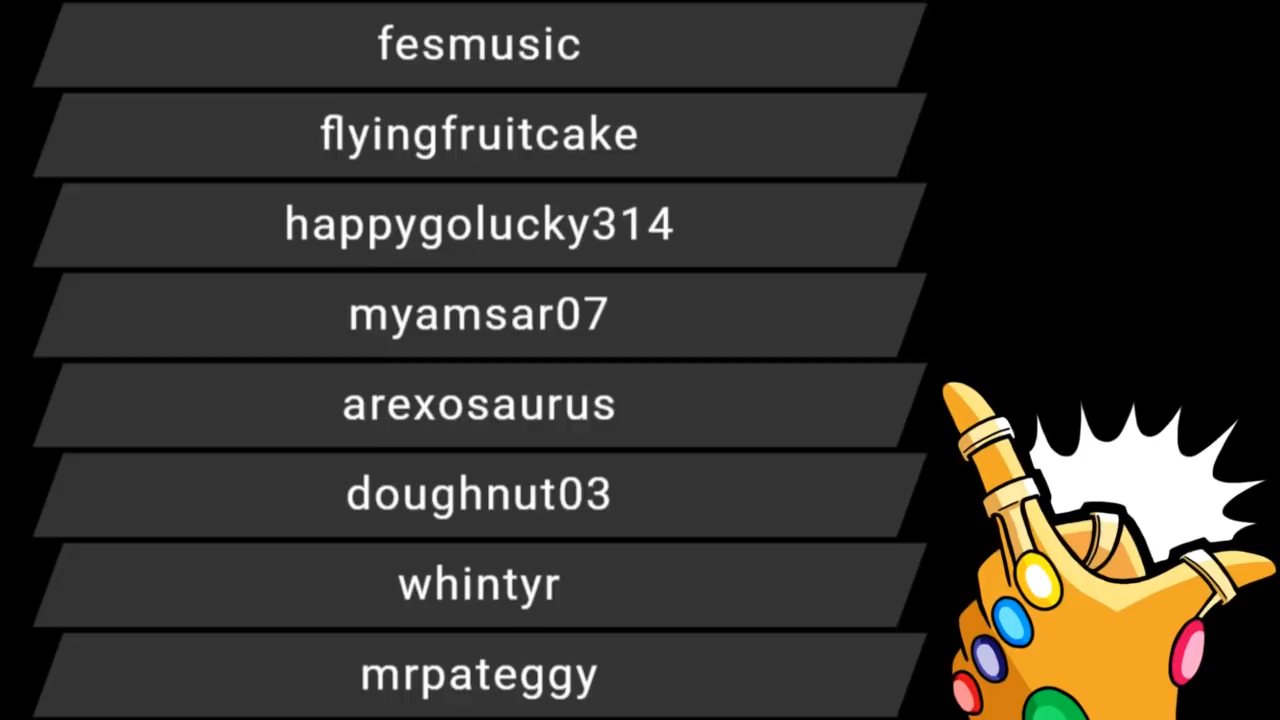 fesmusic
flyingfruitcake
happygolucky314
myamsar07
arexosaurus
doughnut03
whintyr
mrpateggy